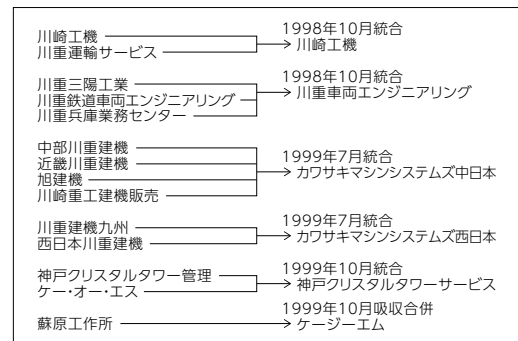 川崎工機
川重運輸サービス
1998年10月統合
川崎工機
川重三陽工業
川重鉄道車両エンジニアリング
川重兵庫業務センター
1998年10月統合
川重車両エンジニアリング
中部川重建機
近畿川重建機
旭建機
川崎重工建機販売
1999年7月統合
カワサキマシンシステムズ中日本
川重建機九州
西日本川重建機
1999年7月統合
カワサキマシンシステムズ西日本
神戸クリスタルタワー管理
ケー・オー・エス
1999年10月統合
神戸クリスタルタワーサービス
蘇原工作所
1999年10月吸収合併
ケージーエム